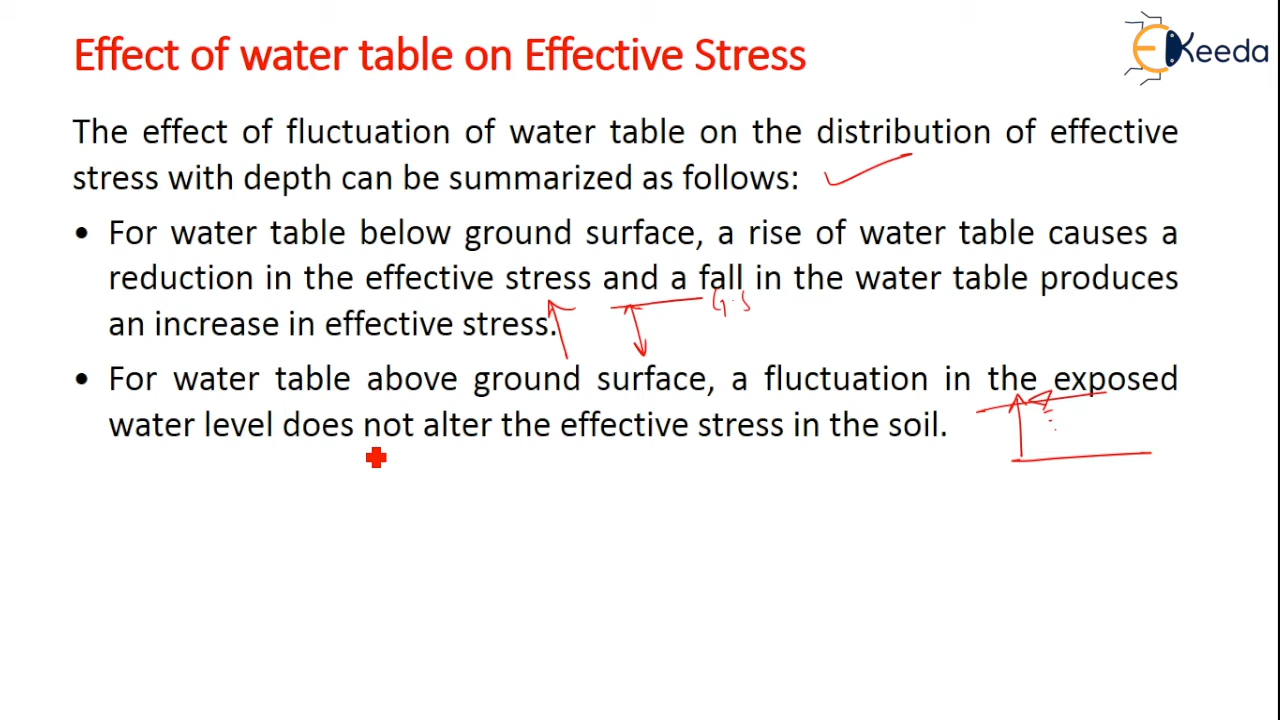 Effect of water table on Effective Stress
EKeeda
The effect of fluctuation of water table on the distribution of effective
stress with depth can be summarized as follows:
• For water table below ground surface, a rise of water table causes a
reduction in the effective stress and a fall in the water table produces
G.S
an increase in effective stress.
• For water table above ground surface, a fluctuation in the exposed
water level does not alter the effective stress in the soil.